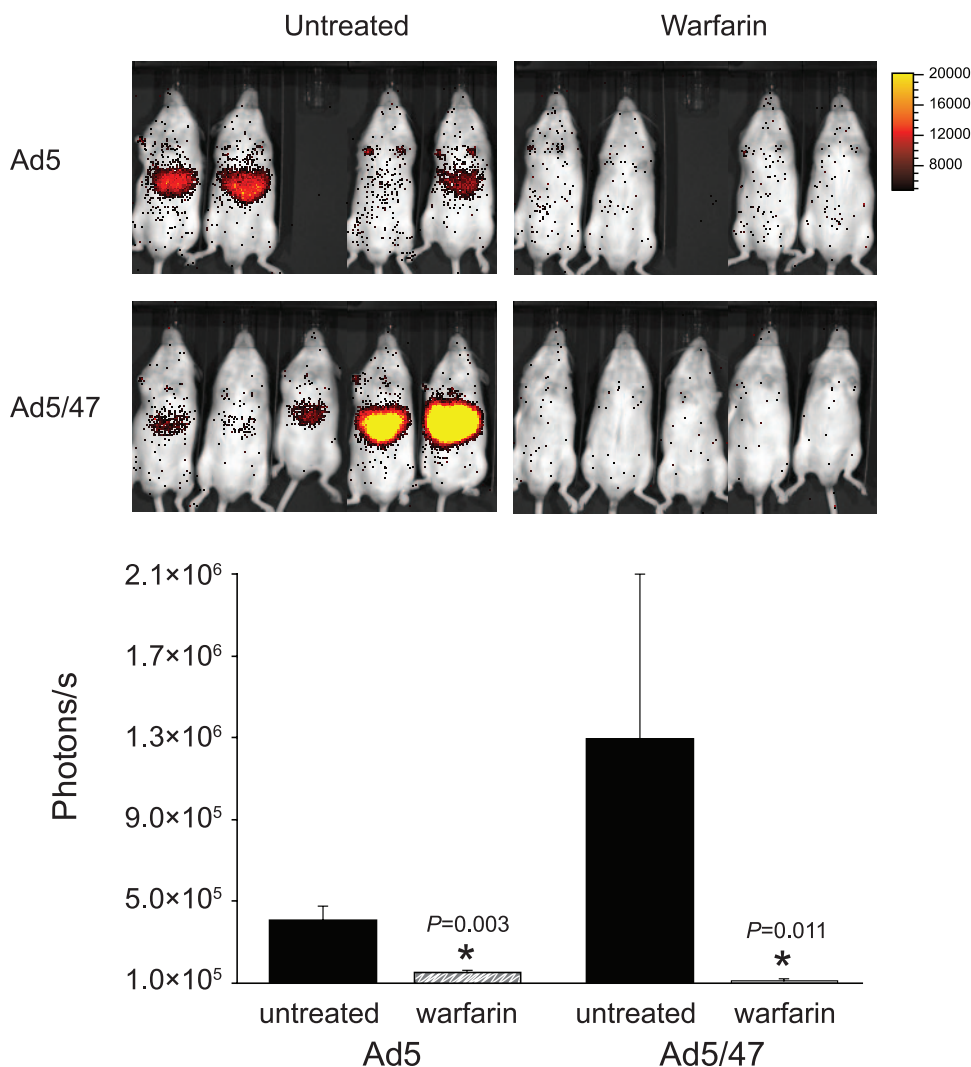 Untreated Warfarin
20000
16000
12000
8000
Ad5
Ad5/47
2.1×10⁶
1.7×10⁶
1.3×10⁶
9.0×10⁵
5.0×10⁵
1.0×10⁵
Photons/s
P=0.003
*
P=0.011
*
untreated warfarin untreated warfarin
Ad5 Ad5/47